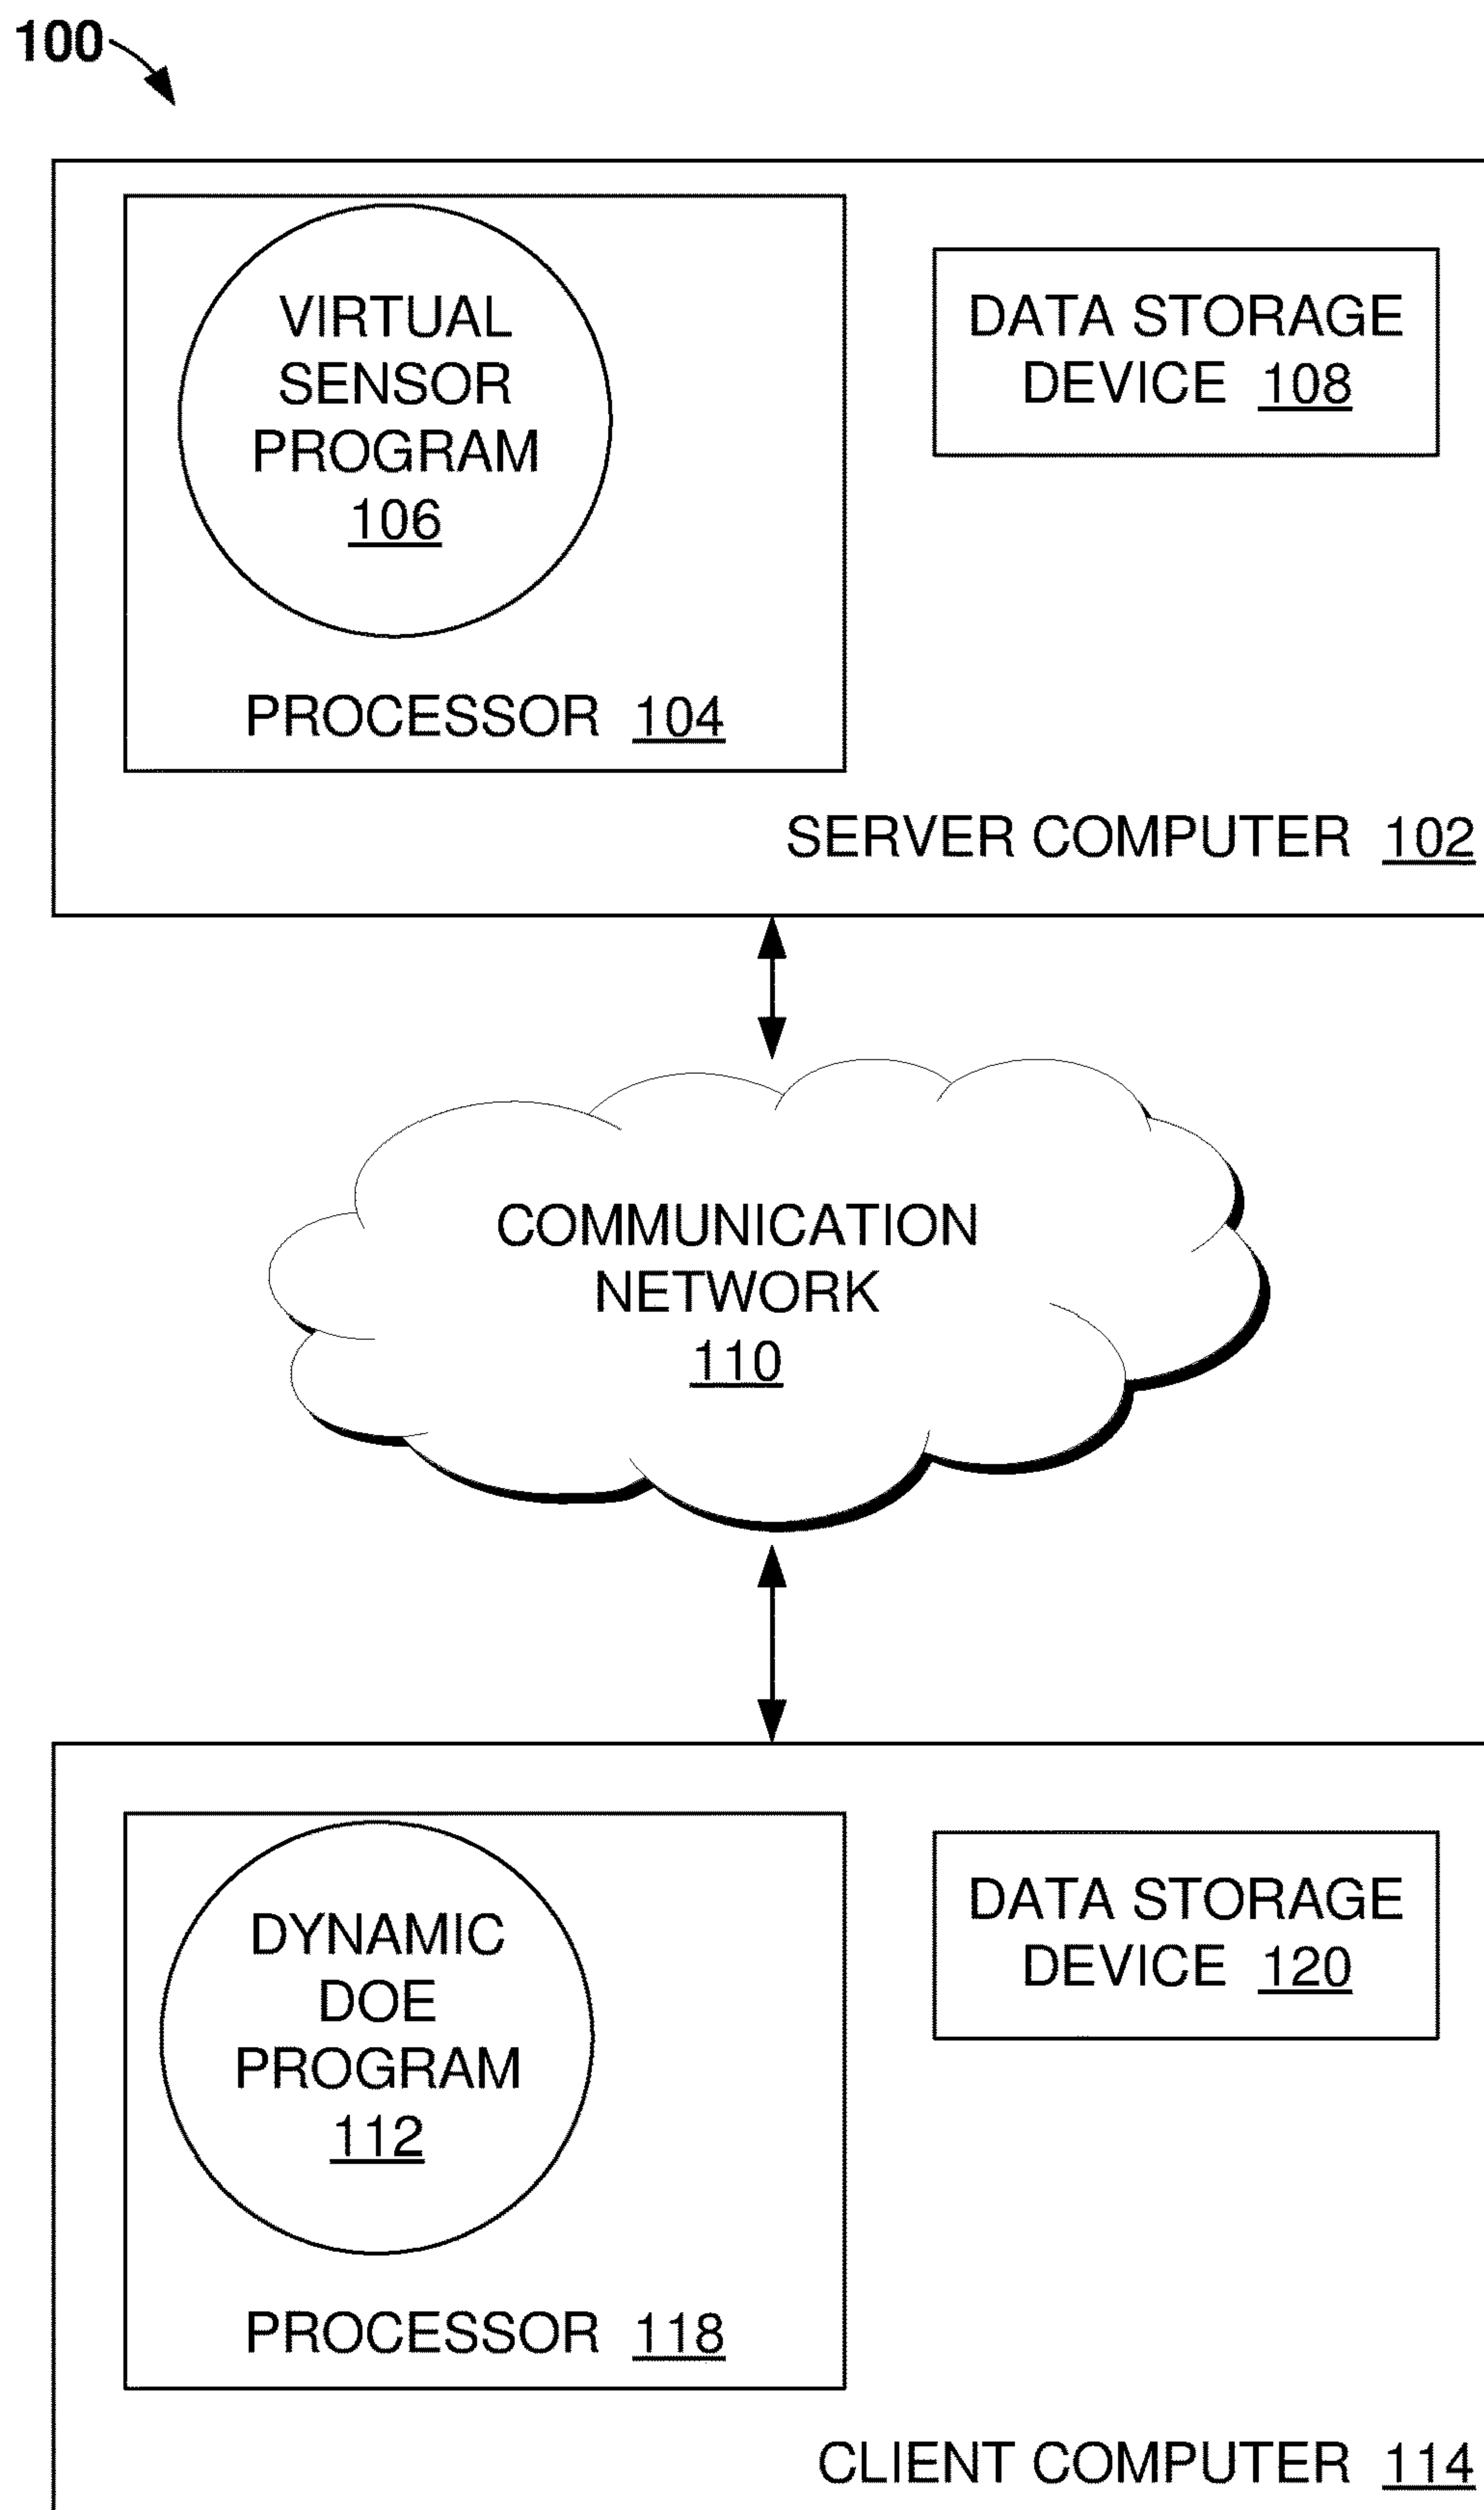 100
VIRTUAL
SENSOR
PROGRAM
106
PROCESSOR 104
DATA STORAGE
DEVICE 108
SERVER COMPUTER 102
COMMUNICATION
NETWORK
110
DYNAMIC
DOE
PROGRAM
112
PROCESSOR 118
DATA STORAGE
DEVICE 120
CLIENT COMPUTER 114